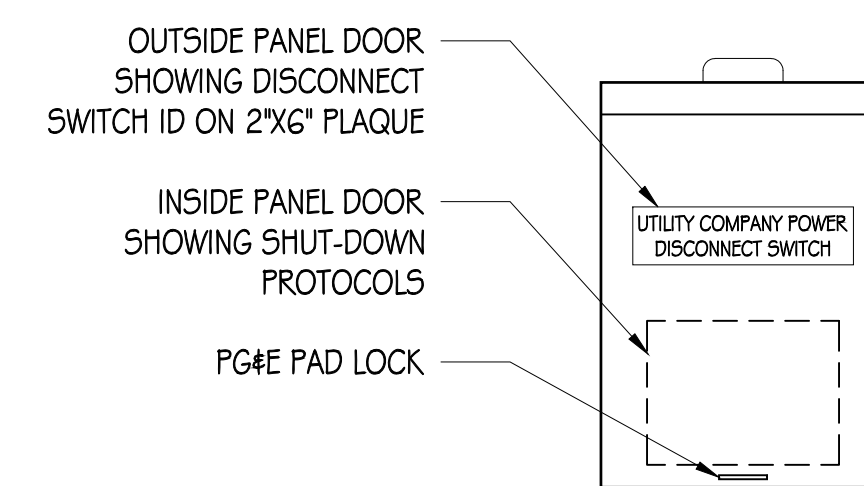 OUTSIDE PANEL DOOR
SHOWING DISCONNECT
SWITCH ID ON 2"X6" PLAQUE
INSIDE PANEL DOOR
SHOWING SHUT-DOWN
PROTOCOLS
PG&E PAD LOCK
UTILITY COMPANY POWER
DISCONNECT SWITCH